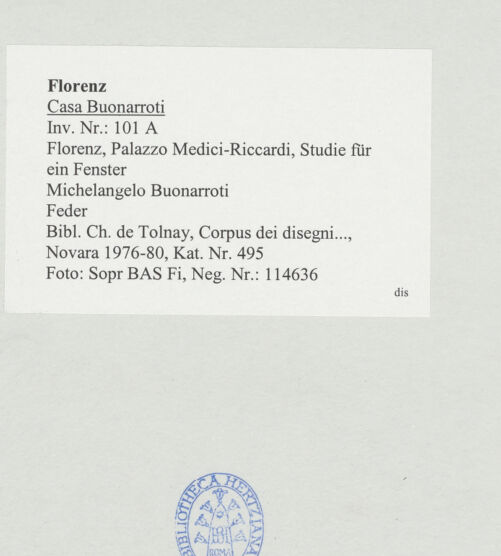 Florenz
Casa Buonarroti
Inv. Nr.: 101 A
Florenz, Palazzo Medici-Riccardi, Studie für
ein Fenster
Michelangelo Buonarroti
Feder
Bibl. Ch. de Tolnay, Corpus dei disegni...,
Novara 1976-80, Kat. Nr. 495
Foto: Sopr BAS Fi, Neg. Nr.: 114636
dis
BIBLIOTHECA HERTZIANA
ROMA